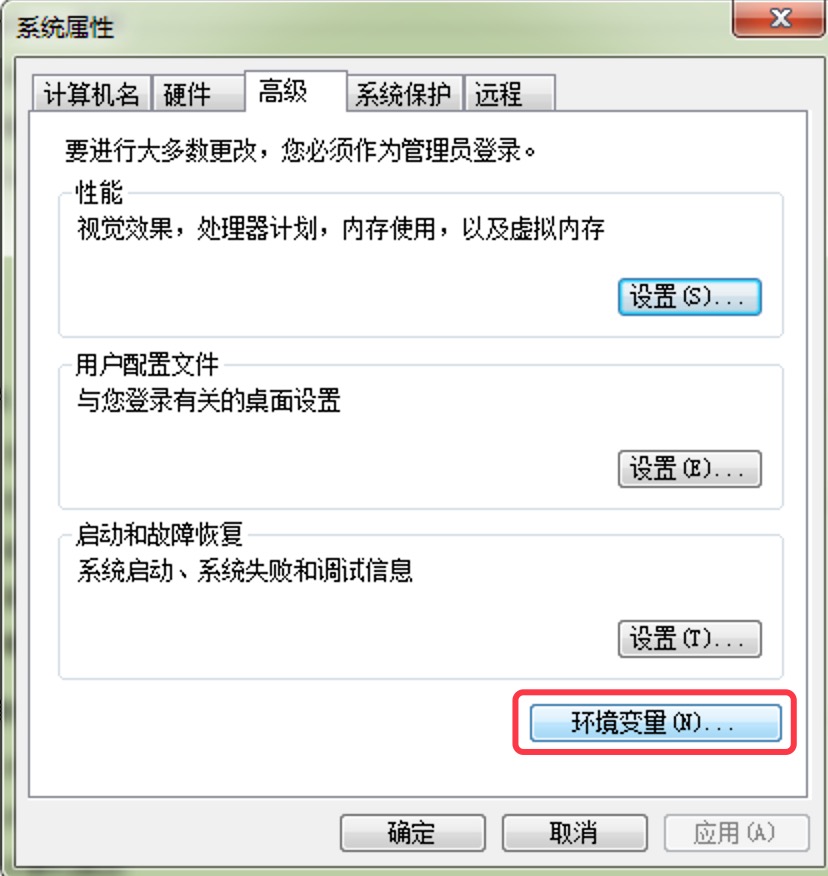 系统属性
计算机名 硬件 高级 系统保护 远程
要进行大多数更改，您必须作为管理员登录。
性能
视觉效果，处理器计划，内存使用，以及虚拟内存
设置(S)...
用户配置文件
与您登录有关的桌面设置
设置(E)...
启动和故障恢复
系统启动、系统失败和调试信息
设置(T)...
环境变量(N)...
确定 取消 应用(A)